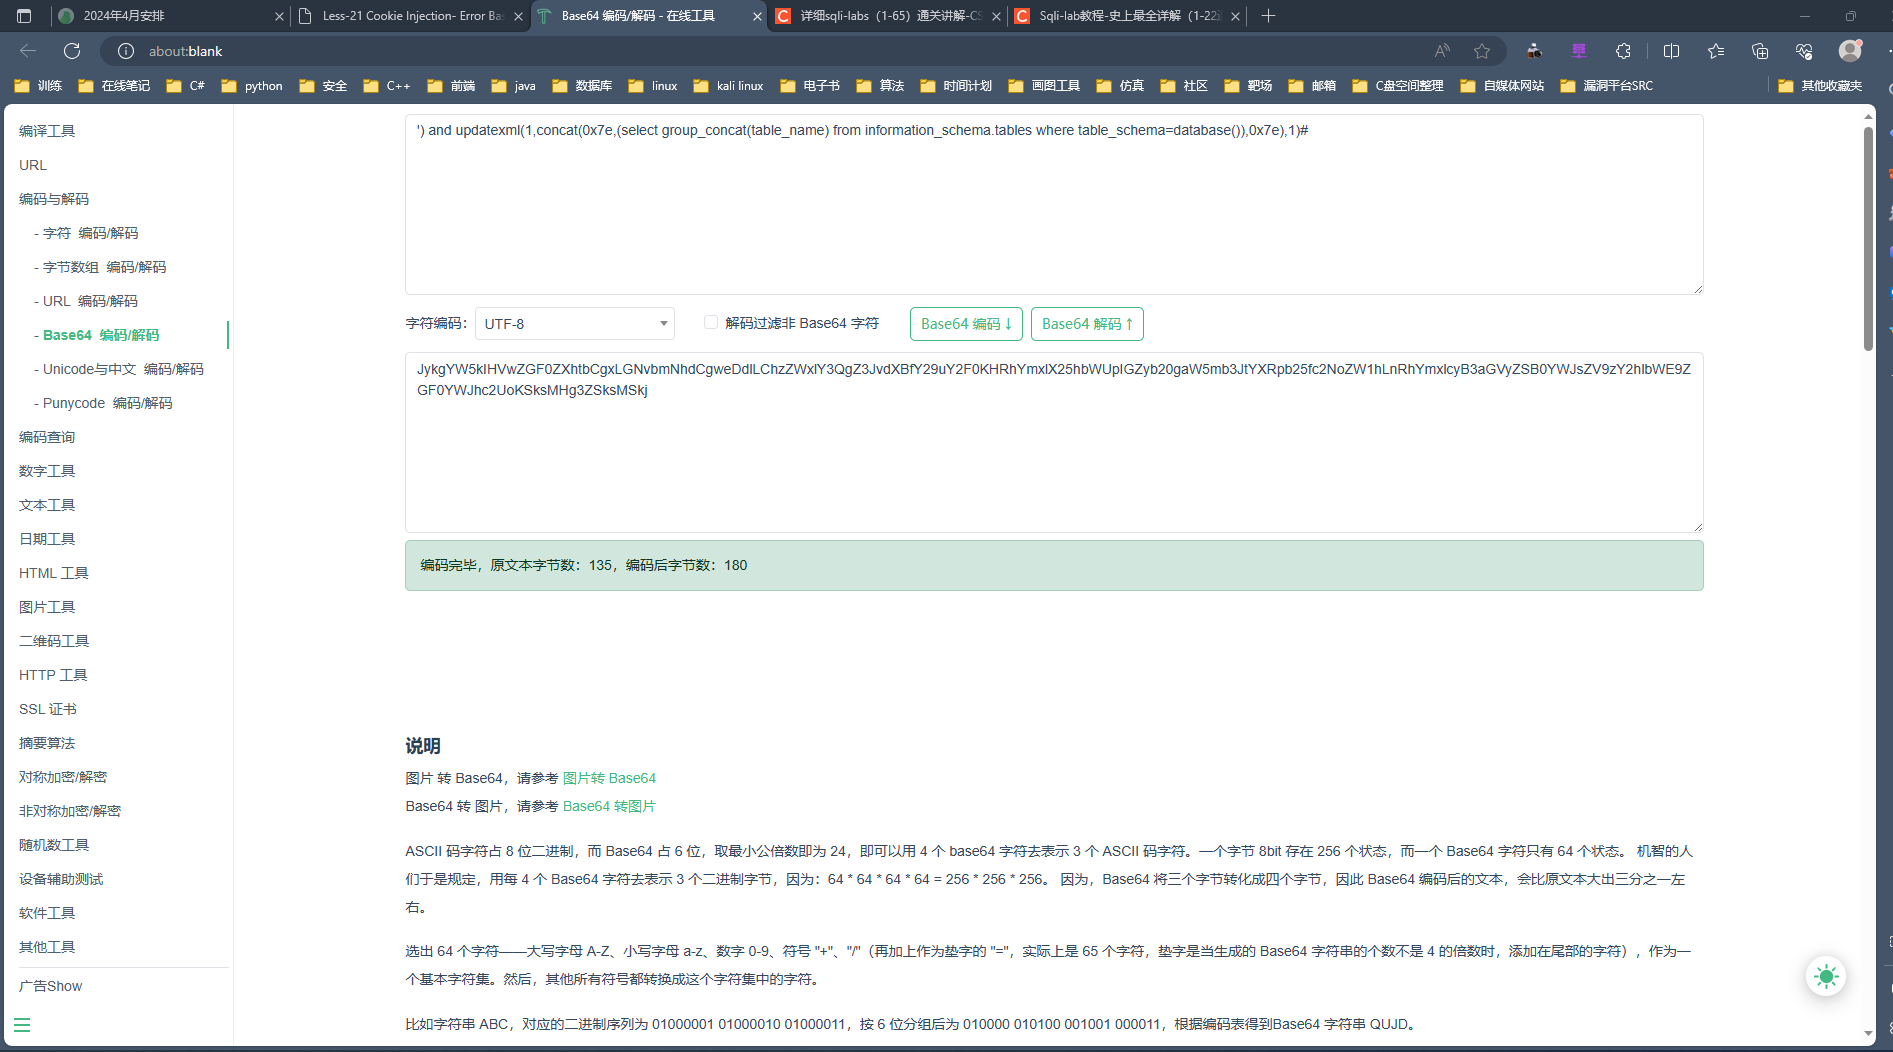 2024年4月安排
Less-21 Cookie Injection- Error Ba
Base64 编码/解码 - 在线工具
详细sqli-labs（1-65）通关讲解-CS
Sqli-lab教程-史上最全详解（1-22通
about:blank
训练
在线笔记
C#
python
安全
C++
前端
java
数据库
linux
kali linux
电子书
算法
时间计划
画图工具
仿真
社区
靶场
邮箱
C盘空间整理
自媒体网站
漏洞平台SRC
其他收藏夹
编译工具
URL
编码与解码
- 字符 编码/解码
- 字节数组 编码/解码
- URL 编码/解码
- Base64 编码/解码
- Unicode与中文 编码/解码
- Punycode 编码/解码
编码查询
数字工具
文本工具
日期工具
HTML 工具
图片工具
二维码工具
HTTP 工具
SSL 证书
摘要算法
对称加密/解密
非对称加密/解密
随机数工具
设备辅助测试
软件工具
其他工具
广告Show
') and updatexml(1,concat(0x7e,(select group_concat(table_name) from information_schema.tables where table_schema=database()),0x7e),1)#
字符编码：
UTF-8
解码过滤非 Base64 字符
Base64 编码↓
Base64 解码↑
JykgYW5kIHVwZGF0ZXhtbCgxLGNvbmNhdCgweDdlLChzZWxlY3QgZ3JvdXBfY29uY2F0KHRhYmxlX25hbWUpIGZyb20gaW5mb3JtYXRpb25fc2NoZW1hLnRhYmxlcyB3aGVyZSB0YWJsZV9zY2hlbWE9Z
GF0YWJhc2UoKSksMHg3ZSksMSkj
编码完毕，原文本字节数：135，编码后字节数：180
说明
图片 转 Base64，请参考 图片转 Base64
Base64 转 图片，请参考 Base64 转图片
ASCII 码字符占 8 位二进制，而 Base64 占 6 位，取最小公倍数即为 24，即可以用 4 个 base64 字符去表示 3 个 ASCII 码字符。一个字节 8bit 存在 256 个状态，而一个 Base64 字符只有 64 个状态。 机智的人
们于是规定，用每 4 个 Base64 字符去表示 3 个二进制字节，因为：64 * 64 * 64 * 64 = 256 * 256 * 256。 因为，Base64 将三个字节转化成四个字节，因此 Base64 编码后的文本，会比原文本大出三分之一左
右。
选出 64 个字符——大写字母 A-Z、小写字母 a-z、数字 0-9、符号 "+"、"/"（再加上作为垫字的 "="，实际上是 65 个字符，垫字是当生成的 Base64 字符串的个数不是 4 的倍数时，添加在尾部的字符），作为一
个基本字符集。然后，其他所有符号都转换成这个字符集中的字符。
比如字符串 ABC，对应的二进制序列为 01000001 01000010 01000011，按 6 位分组后为 010000 010100 001001 000011，根据编码表得到Base64 字符串 QUJD。